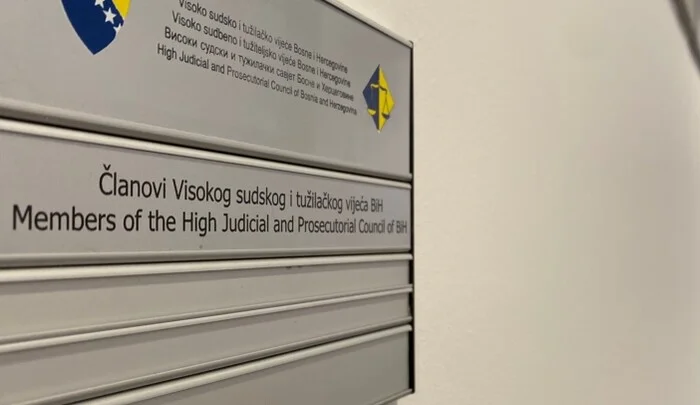 Visoko sudsko i tužilačko vijeće Bosne i Hercegovine
Visoko sudbeno i tužiteljsko vijeće Bosne i Hercegovine
Високи судски и тужилачки савјет Босне и Херцеговине
High Judicial and Prosecutorial Council of Bosnia and Herzegovina
Članovi Visokog sudskog i tužilačkog vijeća BiH
Members of the High Judicial and Prosecutorial Council of BiH